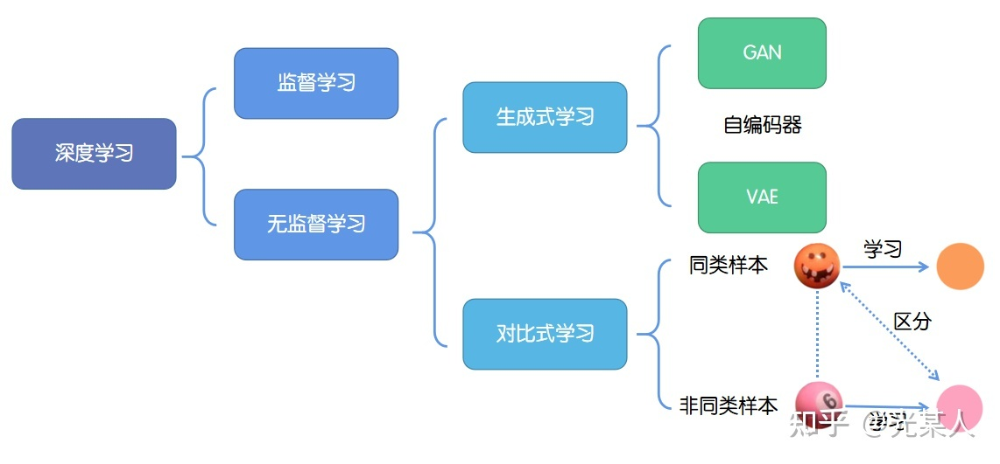 深度学习
监督学习
无监督学习
生成式学习
对比式学习
GAN
自编码器
VAE
同类样本
学习
区分
非同类样本
6
学习
知乎 @光某人